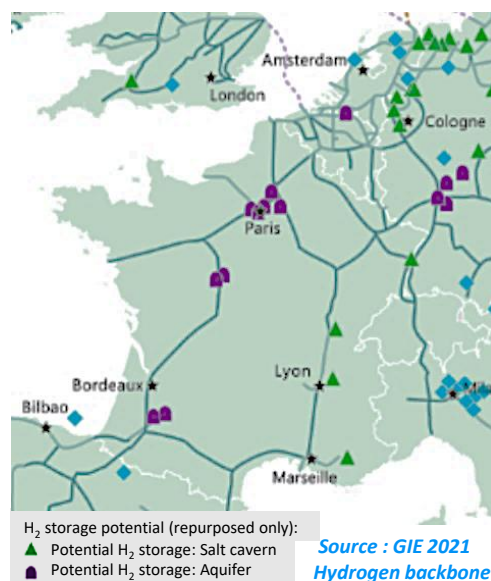 Amsterdam
London
Cologne
Paris
Bordeaux
Lyon
Bilbao
Marseille
H₂ storage potential (repurposed only):
Potential H₂ storage: Salt cavern
Potential H₂ storage: Aquifer
Source : GIE 2021
Hydrogen backbone